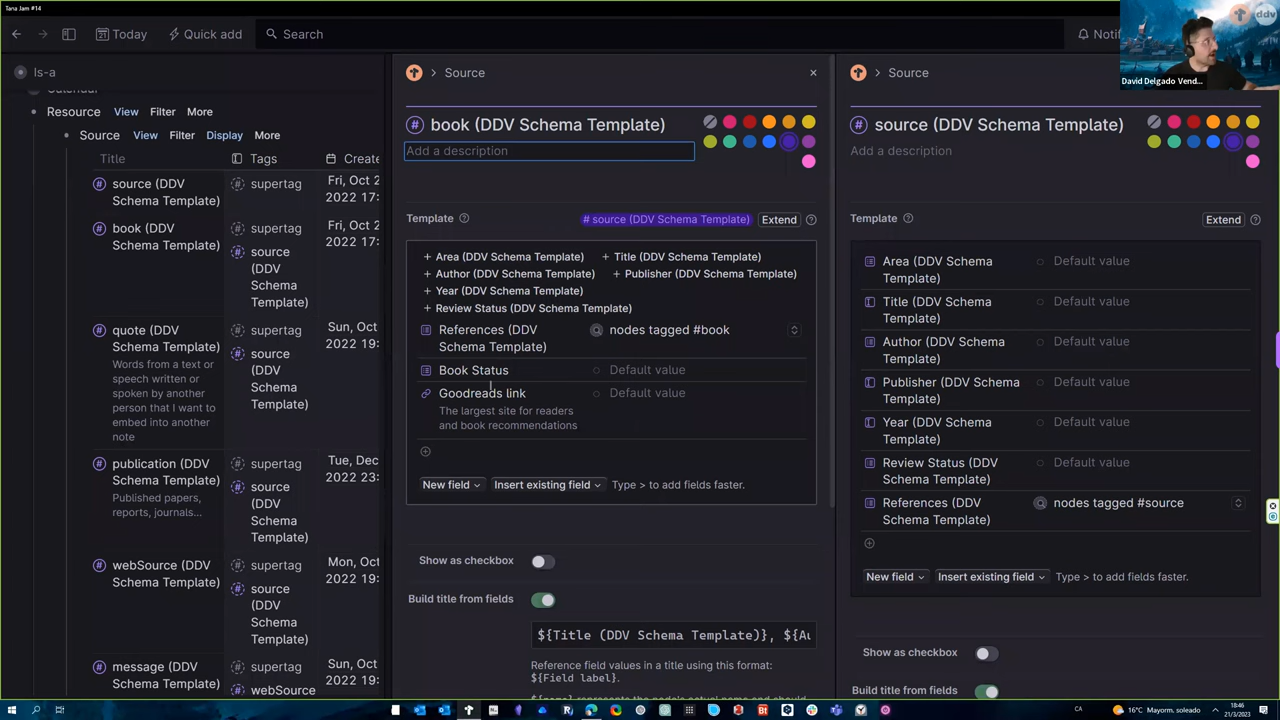 Tana Jam #14
Today
Quick add
Search
Notif
ddv
David Delgado Vend...
Is-a
Calendar
Resource View Filter More
Source View Filter Display More
Title
Tags
Create
source (DDV
Schema Template)
supertag
Fri, Oct 2
2022 17:
book (DDV
Schema Template)
supertag
source
(DDV
Schema
Template)
Fri, Oct 2
2022 17:
quote (DDV
Schema Template)
Words from a text or
speech written or
spoken by another
person that I want to
embed into another
note
supertag
source
(DDV
Schema
Template)
Sun, Oct
2022 19:
publication (DDV
Schema Template)
Published papers,
reports, journals...
supertag
source
(DDV
Schema
Template)
Tue, Dec
2022 23:
webSource (DDV
Schema Template)
supertag
source
(DDV
Schema
Template)
Mon, Oct
2022 19:
message (DDV
Schema Template)
supertag
webSource
Sun, Oct
2022 19:
> Source ×
# book (DDV Schema Template)
Add a description
Template
# source (DDV Schema Template)
Extend
+ Area (DDV Schema Template) + Title (DDV Schema Template)
+ Author (DDV Schema Template) + Publisher (DDV Schema Template)
+ Year (DDV Schema Template)
+ Review Status (DDV Schema Template)
References (DDV
Schema Template)
nodes tagged #book
Book Status
Default value
Goodreads link
Default value
The largest site for readers
and book recommendations
New field
Insert existing field
Type > to add fields faster.
Show as checkbox
Build title from fields
${Title (DDV Schema Template)}, ${Au
Reference field values in a title using this format:
${Field label}.
> Source
# source (DDV Schema Template)
Add a description
Template
Extend
Area (DDV Schema
Template)
Default value
Title (DDV Schema
Template)
Default value
Author (DDV Schema
Template)
Default value
Publisher (DDV Schema
Template)
Default value
Year (DDV Schema
Template)
Default value
Review Status (DDV
Schema Template)
Default value
References (DDV
Schema Template)
nodes tagged #source
New field
Insert existing field
Type > to add fields faster.
Show as checkbox
Build title from fields
16°C Mayorm. soleado
CA
18:46
21/3/2023